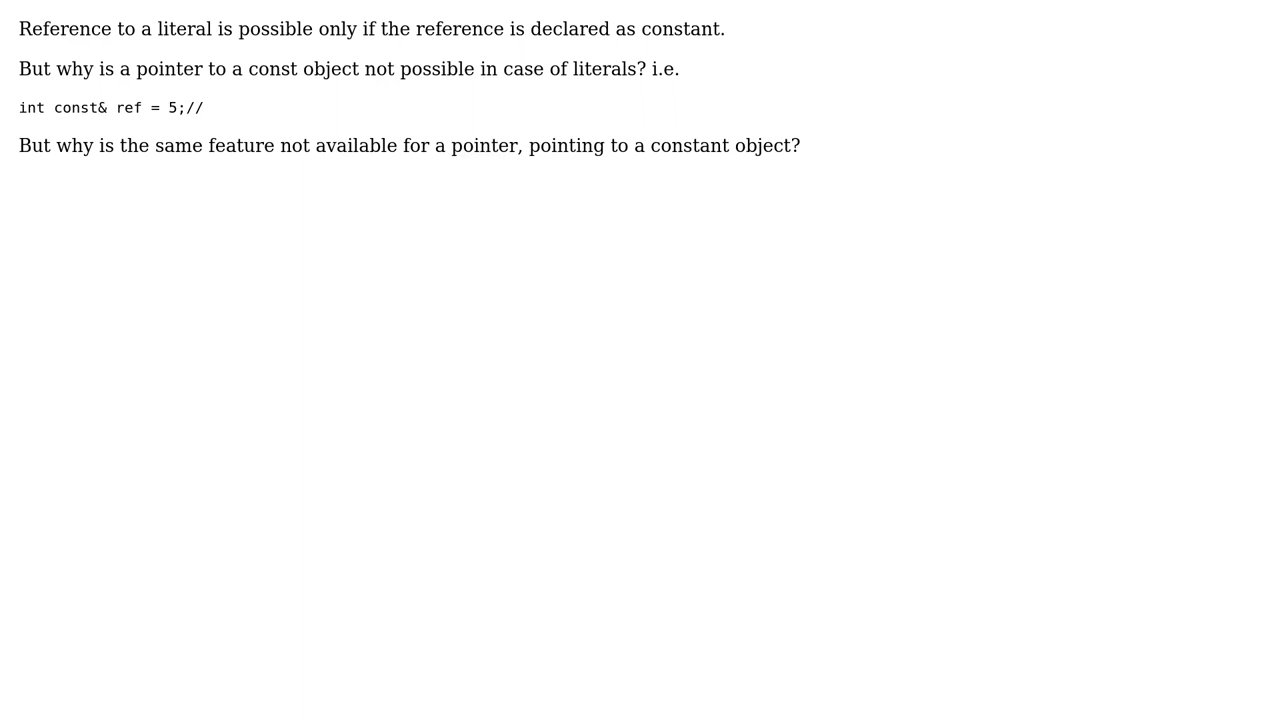 Reference to a literal is possible only if the reference is declared as constant.
But why is a pointer to a const object not possible in case of literals? i.e.
int const& ref = 5;//
But why is the same feature not available for a pointer, pointing to a constant object?